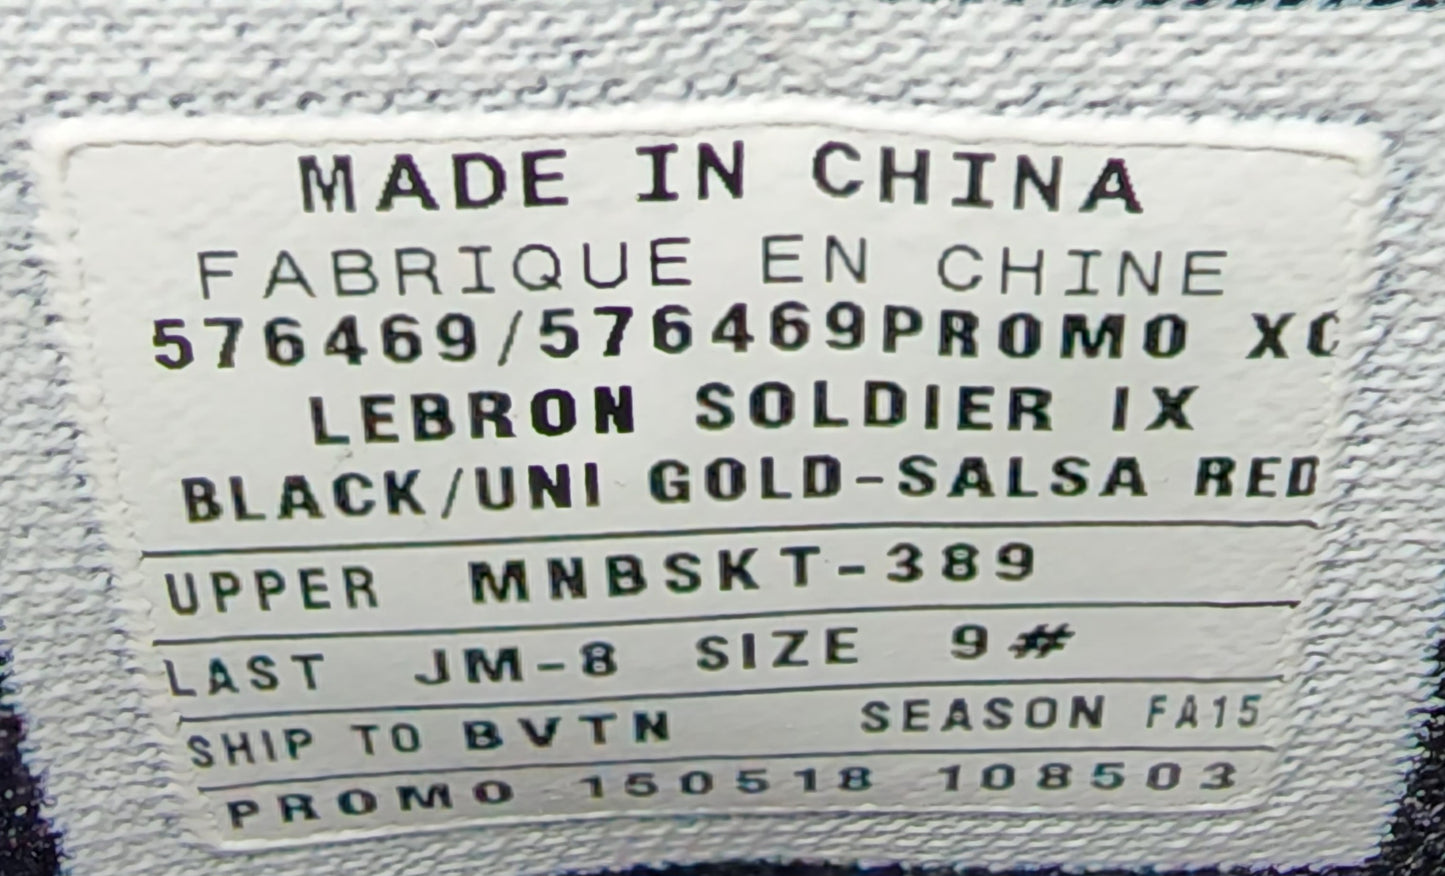 MADE IN CHINA
FABRIQUE EN CHINE
576469/576469PROMO XC
LEBRON SOLDIER IX
BLACK/UNI GOLD-SALSA RED
UPPER MNBSKT-389
LAST JM-8 SIZE 9#
SHIP TO BVTN SEASON FA15
PROMO 150518 108503